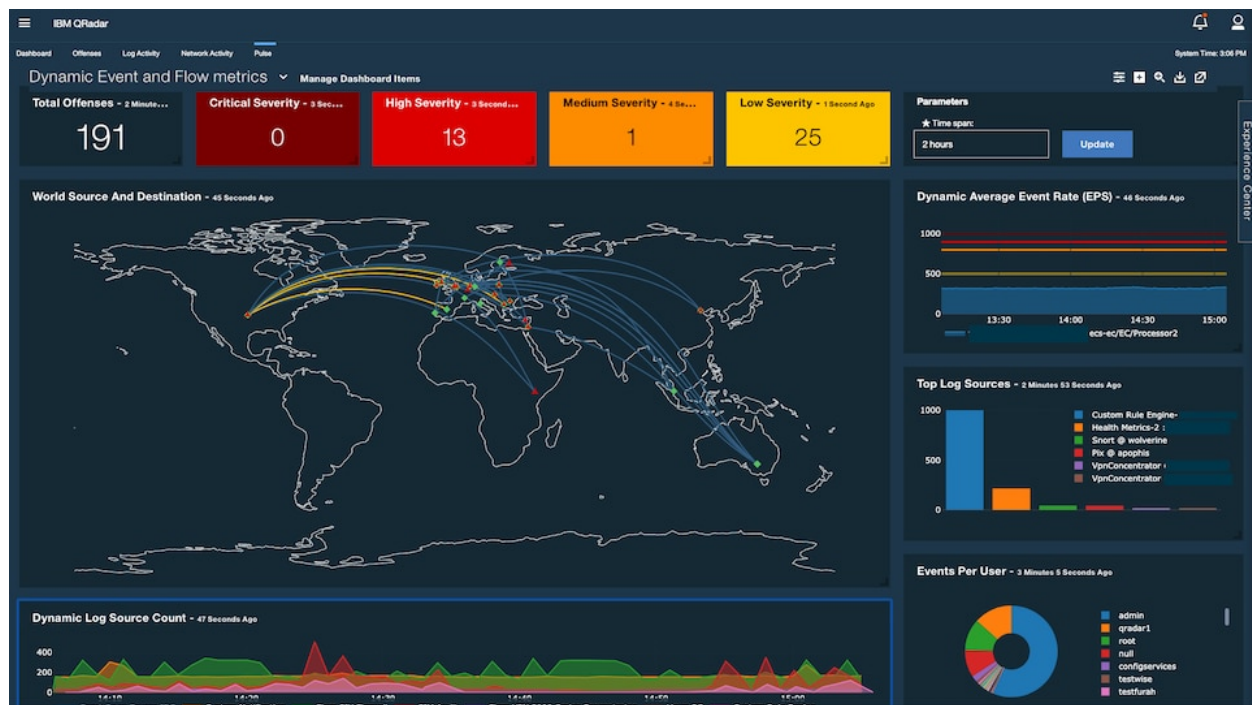 IBM QRadar
Dashboard Offenses Log Activity Network Activity Pulse
System Time: 3:06 PM
Dynamic Event and Flow metrics Manage Dashboard Items
Total Offenses - 2 Minute...
191
Critical Severity - 3 Sec...
0
High Severity - 3 Second...
13
Medium Severity - 4 Se...
1
Low Severity - 1 Second Ago
25
Parameters
★ Time span:
2 hours
Update
Experience Center
World Source And Destination - 45 Seconds Ago
Dynamic Average Event Rate (EPS) - 46 Seconds Ago
1000
500
0
13:30 14:00 14:30 15:00
ecs-ec/EC/Processor2
Top Log Sources - 2 Minutes 53 Seconds Ago
1000
500
0
Custom Rule Engine-
Health Metrics-2 :
Snort @ wolverine
Pix @ apophis
VpnConcentrator
VpnConcentrator
Events Per User - 3 Minutes 5 Seconds Ago
admin
qradar1
root
null
configservices
testwise
testfurah
Dynamic Log Source Count - 47 Seconds Ago
400
200
0
14:10 14:20 14:30 14:40 14:50 15:00